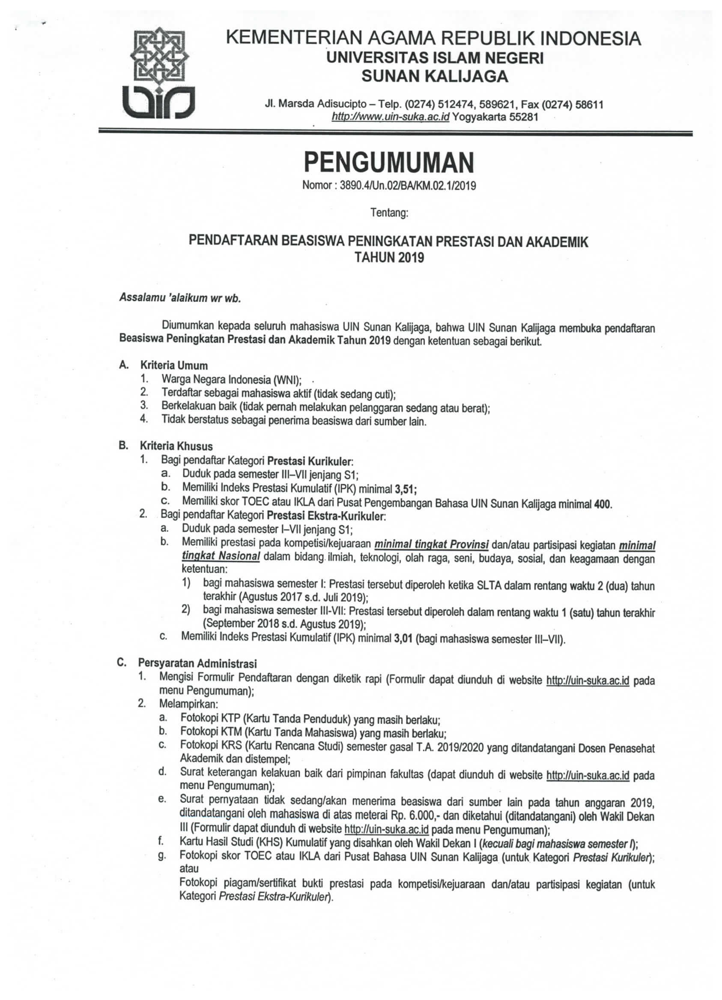 uin
KEMENTERIAN AGAMA REPUBLIK INDONESIA
UNIVERSITAS ISLAM NEGERI
SUNAN KALIJAGA
Jl. Marsda Adisucipto – Telp. (0274) 512474, 589621, Fax (0274) 58611
http://www.uin-suka.ac.id Yogyakarta 55281
PENGUMUMAN
Nomor : 3890.4/Un.02/BA/KM.02.1/2019
Tentang:
PENDAFTARAN BEASISWA PENINGKATAN PRESTASI DAN AKADEMIK
TAHUN 2019
Assalamu 'alaikum wr wb.
Diumumkan kepada seluruh mahasiswa UIN Sunan Kalijaga, bahwa UIN Sunan Kalijaga membuka pendaftaran
Beasiswa Peningkatan Prestasi dan Akademik Tahun 2019 dengan ketentuan sebagai berikut.
A. Kriteria Umum
1. Warga Negara Indonesia (WNI);
2. Terdaftar sebagai mahasiswa aktif (tidak sedang cuti);
3. Berkelakuan baik (tidak pernah melakukan pelanggaran sedang atau berat);
4. Tidak berstatus sebagai penerima beasiswa dari sumber lain.
B. Kriteria Khusus
1. Bagi pendaftar Kategori Prestasi Kurikuler:
a. Duduk pada semester III–VII jenjang S1;
b. Memiliki Indeks Prestasi Kumulatif (IPK) minimal 3,51;
c. Memiliki skor TOEC atau IKLA dari Pusat Pengembangan Bahasa UIN Sunan Kalijaga minimal 400.
2. Bagi pendaftar Kategori Prestasi Ekstra-Kurikuler:
a. Duduk pada semester I–VII jenjang S1;
b. Memiliki prestasi pada kompetisi/kejuaraan minimal tingkat Provinsi dan/atau partisipasi kegiatan minimal
tingkat Nasional dalam bidang ilmiah, teknologi, olah raga, seni, budaya, sosial, dan keagamaan dengan
ketentuan:
1) bagi mahasiswa semester I: Prestasi tersebut diperoleh ketika SLTA dalam rentang waktu 2 (dua) tahun
terakhir (Agustus 2017 s.d. Juli 2019);
2) bagi mahasiswa semester III-VII: Prestasi tersebut diperoleh dalam rentang waktu 1 (satu) tahun terakhir
(September 2018 s.d. Agustus 2019);
c. Memiliki Indeks Prestasi Kumulatif (IPK) minimal 3,01 (bagi mahasiswa semester III–VII).
C. Persyaratan Administrasi
1. Mengisi Formulir Pendaftaran dengan diketik rapi (Formulir dapat diunduh di website http://uin-suka.ac.id pada
menu Pengumuman);
2. Melampirkan:
a. Fotokopi KTP (Kartu Tanda Penduduk) yang masih berlaku;
b. Fotokopi KTM (Kartu Tanda Mahasiswa) yang masih berlaku;
c. Fotokopi KRS (Kartu Rencana Studi) semester gasal T.A. 2019/2020 yang ditandatangani Dosen Penasehat
Akademik dan distempel;
d. Surat keterangan kelakuan baik dari pimpinan fakultas (dapat diunduh di website http://uin-suka.ac.id pada
menu Pengumuman);
e. Surat pernyataan tidak sedang/akan menerima beasiswa dari sumber lain pada tahun anggaran 2019,
ditandatangani oleh mahasiswa di atas meterai Rp. 6.000,- dan diketahui (ditandatangani) oleh Wakil Dekan
III (Formulir dapat diunduh di website http://uin-suka.ac.id pada menu Pengumuman);
f. Kartu Hasil Studi (KHS) Kumulatif yang disahkan oleh Wakil Dekan I (kecuali bagi mahasiswa semester I);
g. Fotokopi skor TOEC atau IKLA dari Pusat Bahasa UIN Sunan Kalijaga (untuk Kategori Prestasi Kurikuler);
atau
Fotokopi piagam/sertifikat bukti prestasi pada kompetisi/kejuaraan dan/atau partisipasi kegiatan (untuk
Kategori Prestasi Ekstra-Kurikuler).